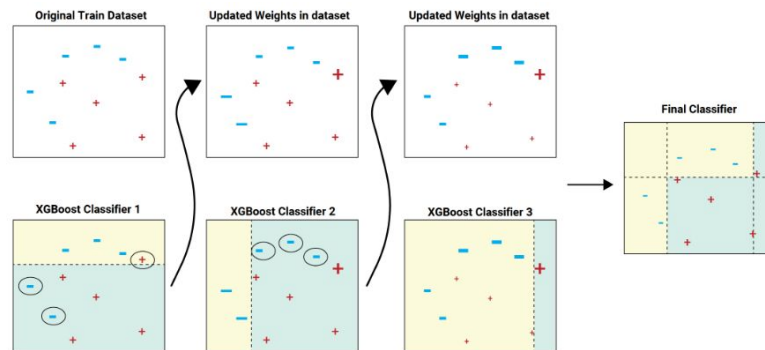 Original Train Dataset
Updated Weights in dataset
Updated Weights in dataset
Final Classifier
XGBoost Classifier 1
XGBoost Classifier 2
XGBoost Classifier 3